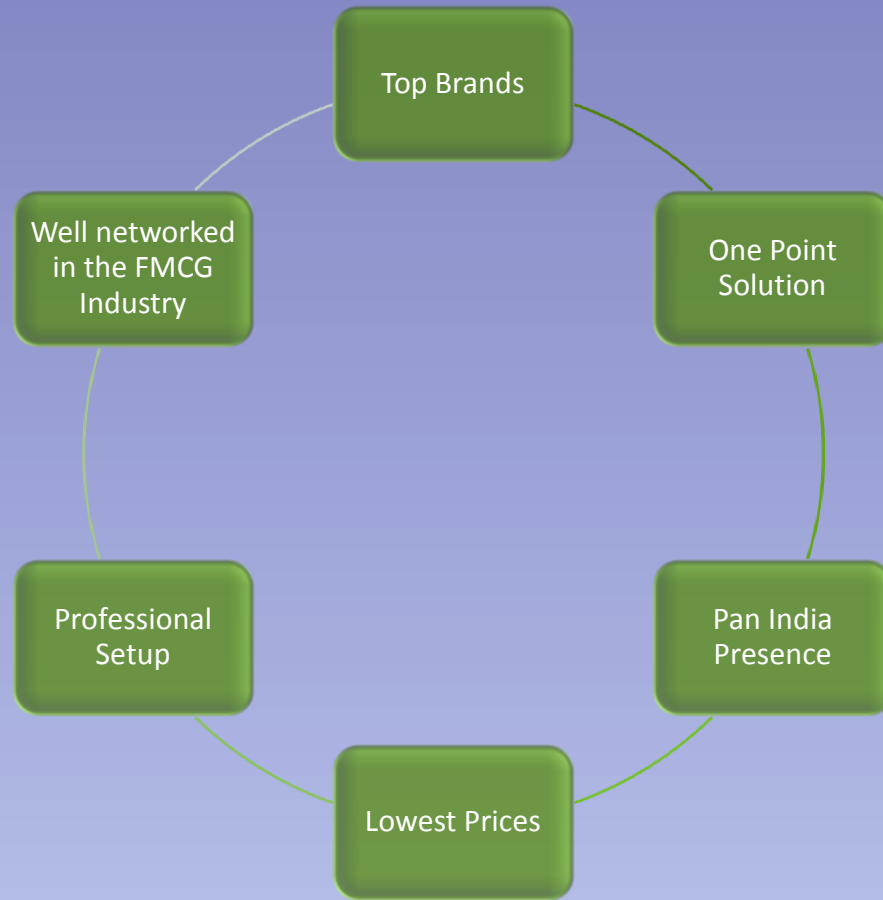 Top Brands
One Point
Solution
Pan India
Presence
Lowest Prices
Professional
Setup
Well networked
in the FMCG
Industry